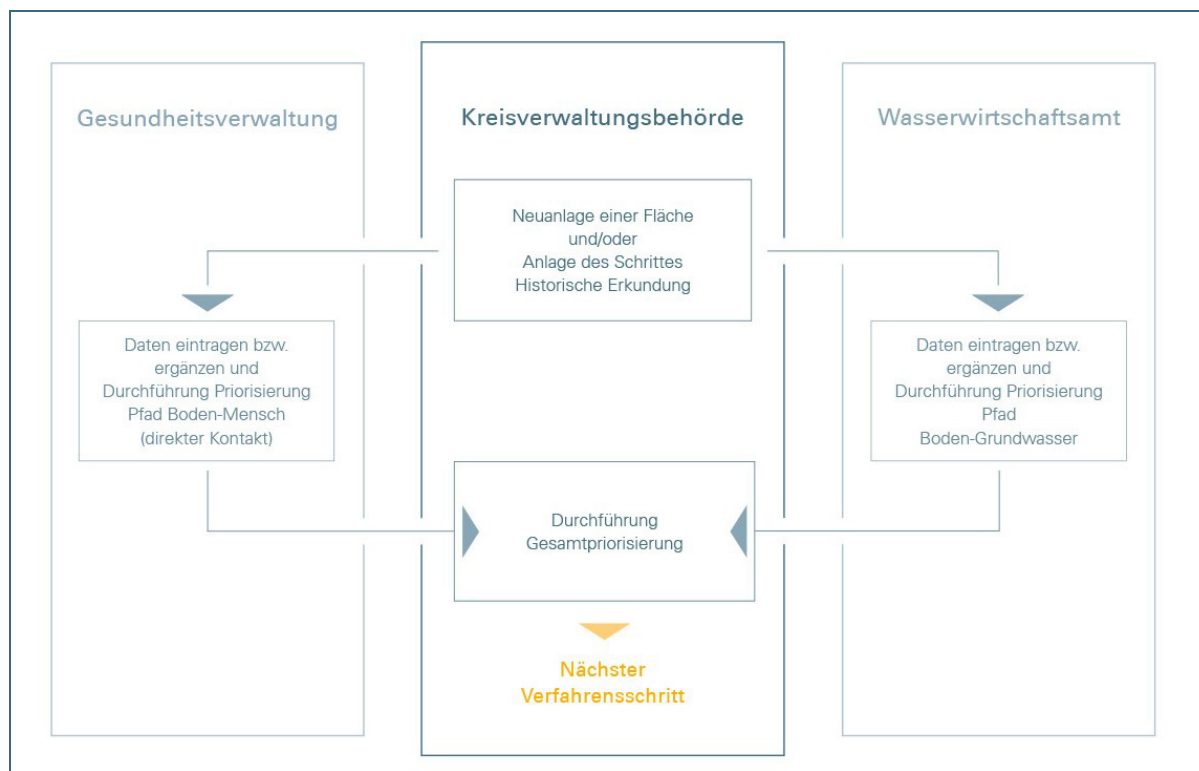 Gesundheitsverwaltung
Kreisverwaltungsbehörde
Wasserwirtschaftsamt
Neuanlage einer Fläche
und/oder
Anlage des Schrittes
Historische Erkundung
Daten eintragen bzw.
ergänzen und
Durchführung Priorisierung
Pfad Boden-Mensch
(direkter Kontakt)
Daten eintragen bzw.
ergänzen und
Durchführung Priorisierung
Pfad
Boden-Grundwasser
Durchführung
Gesamtpriorisierung
Nächster
Verfahrensschritt